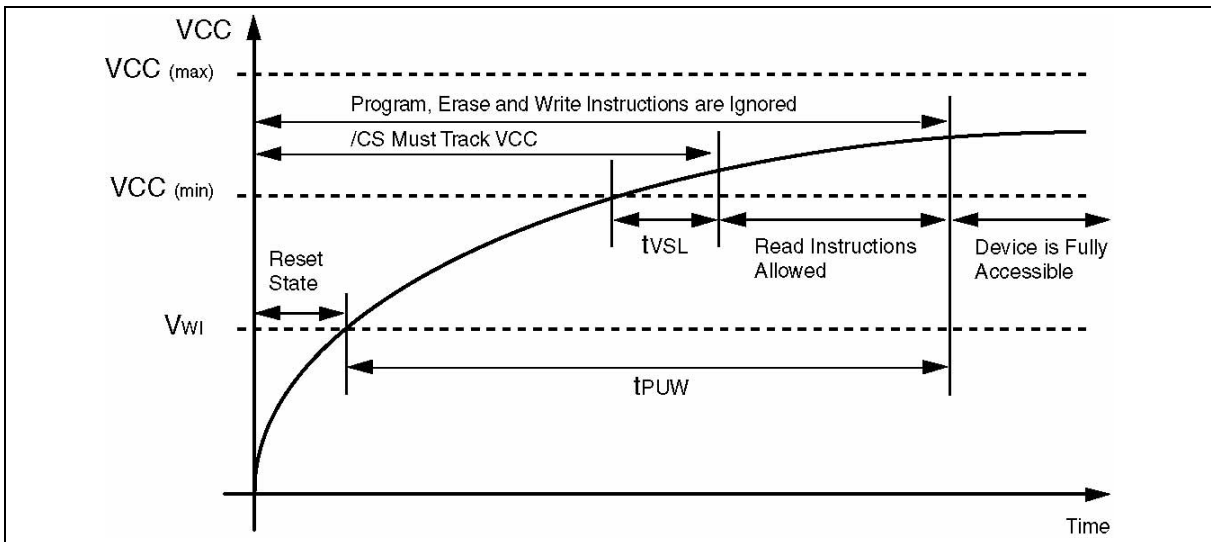 VCC
VCC (max)
Program, Erase and Write Instructions are Ignored
/CS Must Track VCC
VCC (min)
tVSL
Read Instructions
Allowed
Device is Fully
Accessible
Reset
State
VWI
tPUW
Time